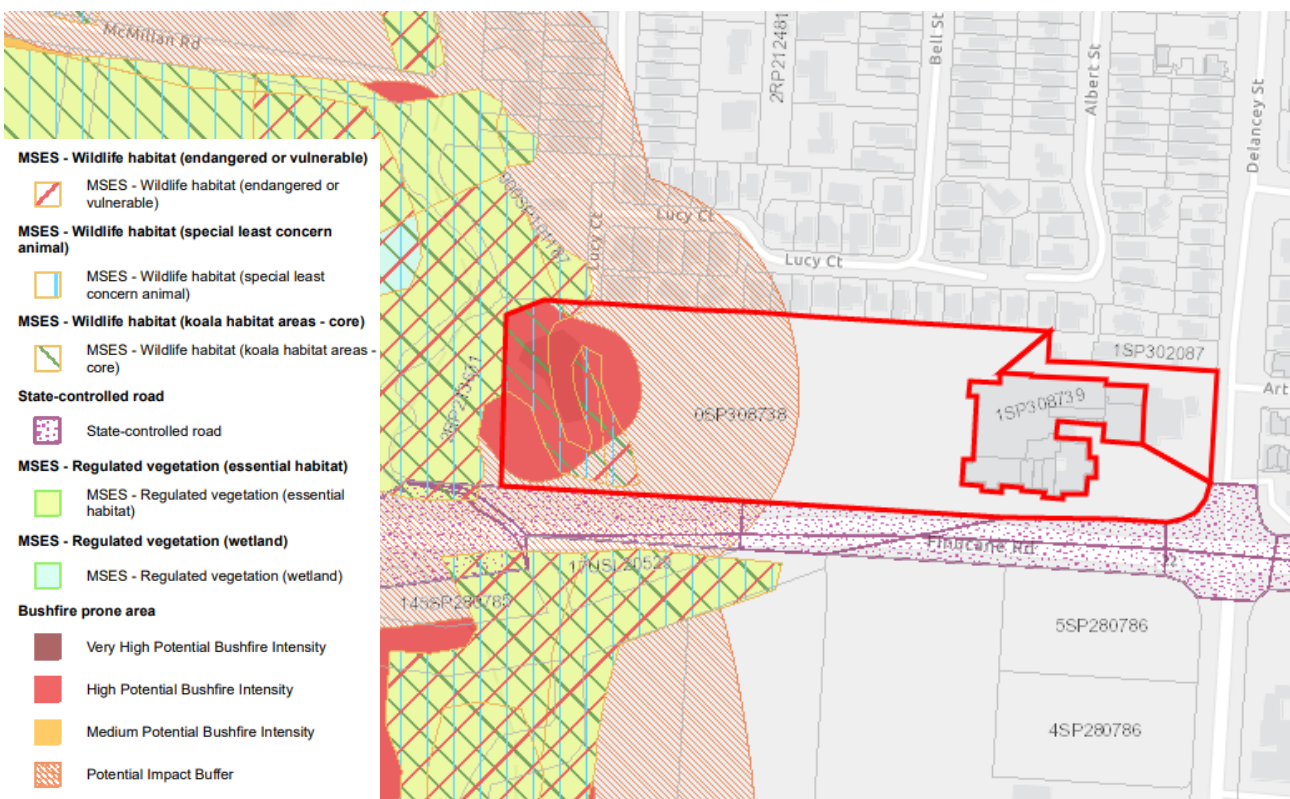 McMillan Rd
2RP212481
Bell St
Albert St
Delancey St
MSES - Wildlife habitat (endangered or vulnerable)
MSES - Wildlife habitat (endangered or
vulnerable)
MSES - Wildlife habitat (special least concern
animal)
MSES - Wildlife habitat (special least
concern animal)
MSES - Wildlife habitat (koala habitat areas - core)
MSES - Wildlife habitat (koala habitat areas -
core)
State-controlled road
State-controlled road
MSES - Regulated vegetation (essential habitat)
MSES - Regulated vegetation (essential
habitat)
MSES - Regulated vegetation (wetland)
MSES - Regulated vegetation (wetland)
Bushfire prone area
Very High Potential Bushfire Intensity
High Potential Bushfire Intensity
Medium Potential Bushfire Intensity
Potential Impact Buffer
Lucy Ct
Lucy Ct
Lucy Ct
1SP302087
Art
1SP308739
0SP308738
Finucane Rd
5SP280786
4SP280786